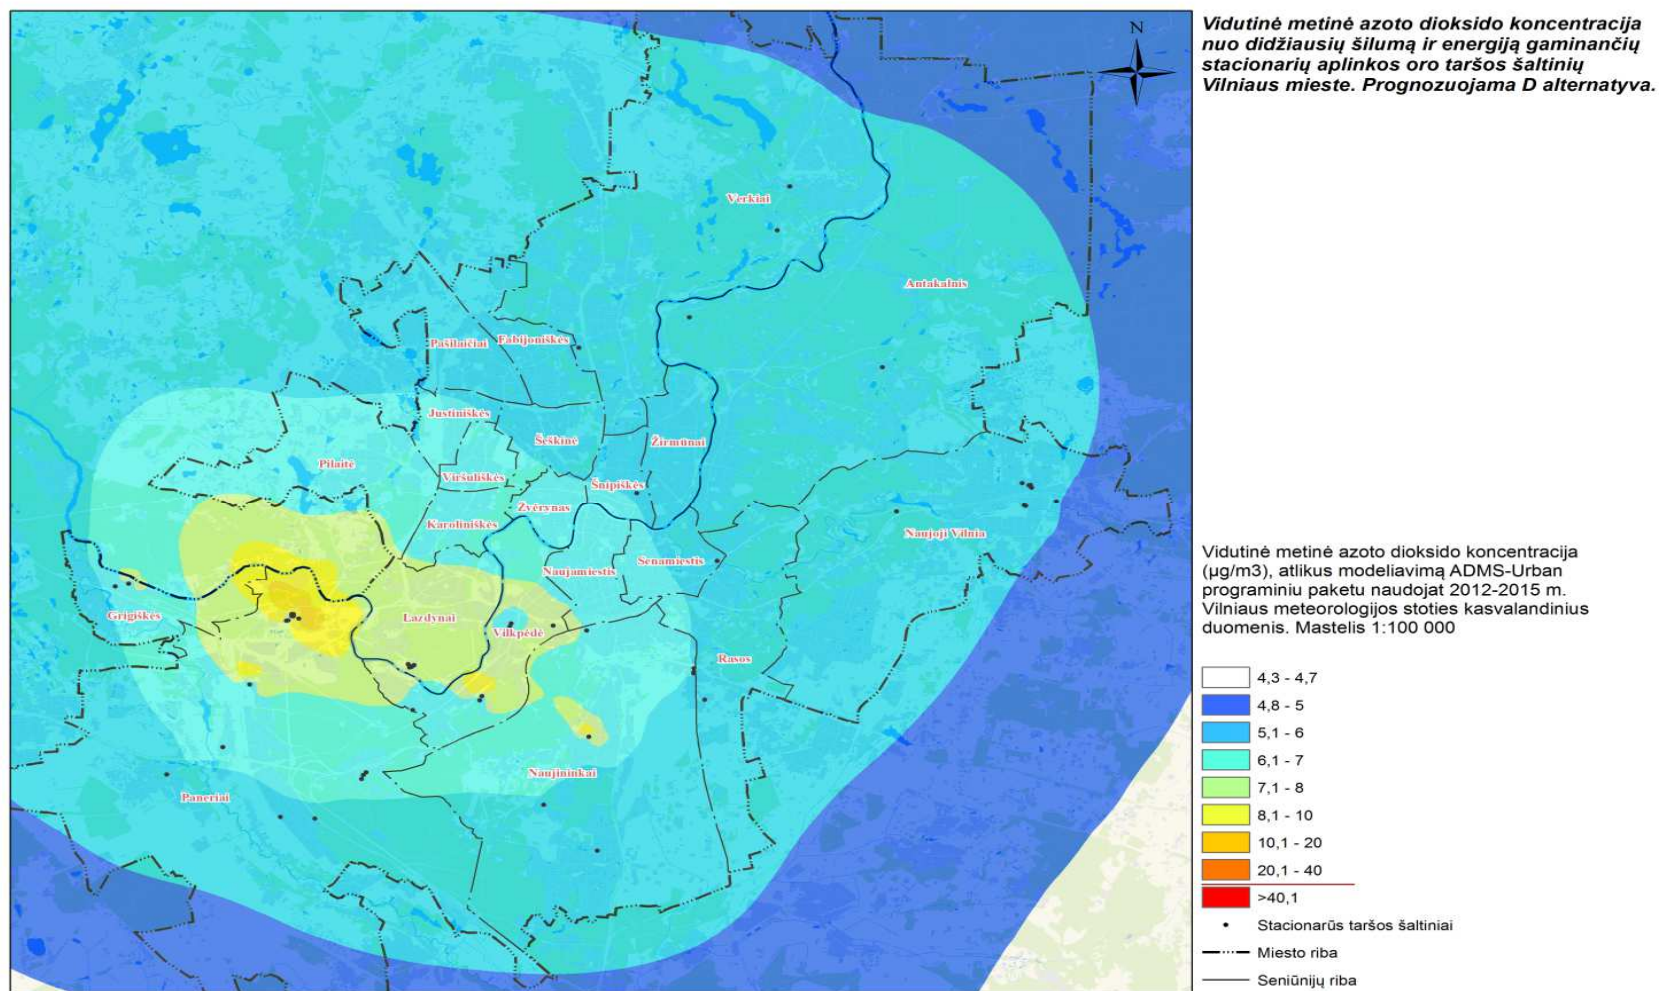 Vidutinė metinė azoto dioksido koncentracija
nuo didžiausių šilumą ir energiją gaminančių
stacionarių aplinkos oro taršos šaltinių
Vilniaus mieste. Prognozuojama D alternatyva.
N
Verkiai
Antakalnis
Pašilaičiai
Fabijoniškės
Justiniškės
Šeškinė
Žirmūnai
Pilaitė
Viršuliškės
Šnipiškės
Žvėrynas
Karoliniškės
Naujoji Vilnia
Senamiestis
Naujamiestis
Grigiškės
Lazdynai
Vilkpėdė
Rasos
Naujininkai
Paneriai
Vidutinė metinė azoto dioksido koncentracija
(µg/m3), atlikus modeliavimą ADMS-Urban
programiniu paketu naudojat 2012-2015 m.
Vilniaus meteorologijos stoties kasvalandinius
duomenis. Mastelis 1:100 000
4,3 - 4,7
4,8 - 5
5,1 - 6
6,1 - 7
7,1 - 8
8,1 - 10
10,1 - 20
20,1 - 40
>40,1
Stacionarūs taršos šaltiniai
Miesto riba
Seniūnijų riba